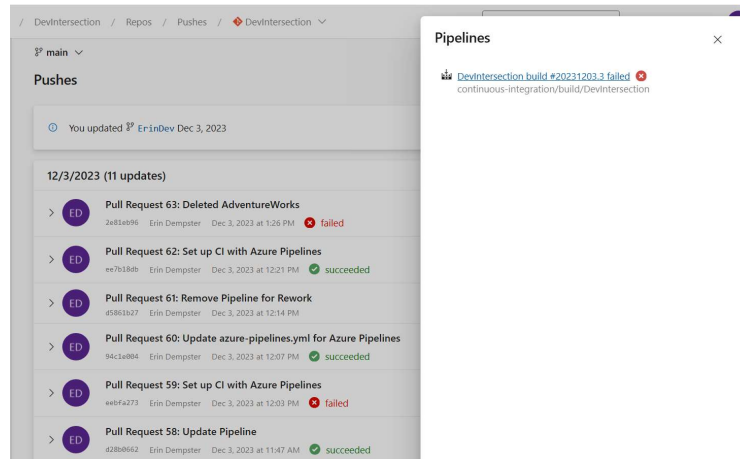 / DevIntersection / Repos / Pushes / DevIntersection
main
Pushes
You updated ErinDev Dec 3, 2023
12/3/2023 (11 updates)
ED
Pull Request 63: Deleted AdventureWorks
2e81eb96 Erin Dempster Dec 3, 2023 at 1:26 PM failed
ED
Pull Request 62: Set up CI with Azure Pipelines
ee7b18db Erin Dempster Dec 3, 2023 at 12:21 PM succeeded
ED
Pull Request 61: Remove Pipeline for Rework
d5861b27 Erin Dempster Dec 3, 2023 at 12:14 PM
ED
Pull Request 60: Update azure-pipelines.yml for Azure Pipelines
94c1e004 Erin Dempster Dec 3, 2023 at 12:07 PM succeeded
ED
Pull Request 59: Set up CI with Azure Pipelines
eebfa273 Erin Dempster Dec 3, 2023 at 12:03 PM failed
ED
Pull Request 58: Update Pipeline
d28b0662 Erin Dempster Dec 3, 2023 at 11:47 AM succeeded
Pipelines
DevIntersection build #20231203.3 failed
continuous-integration/build/DevIntersection